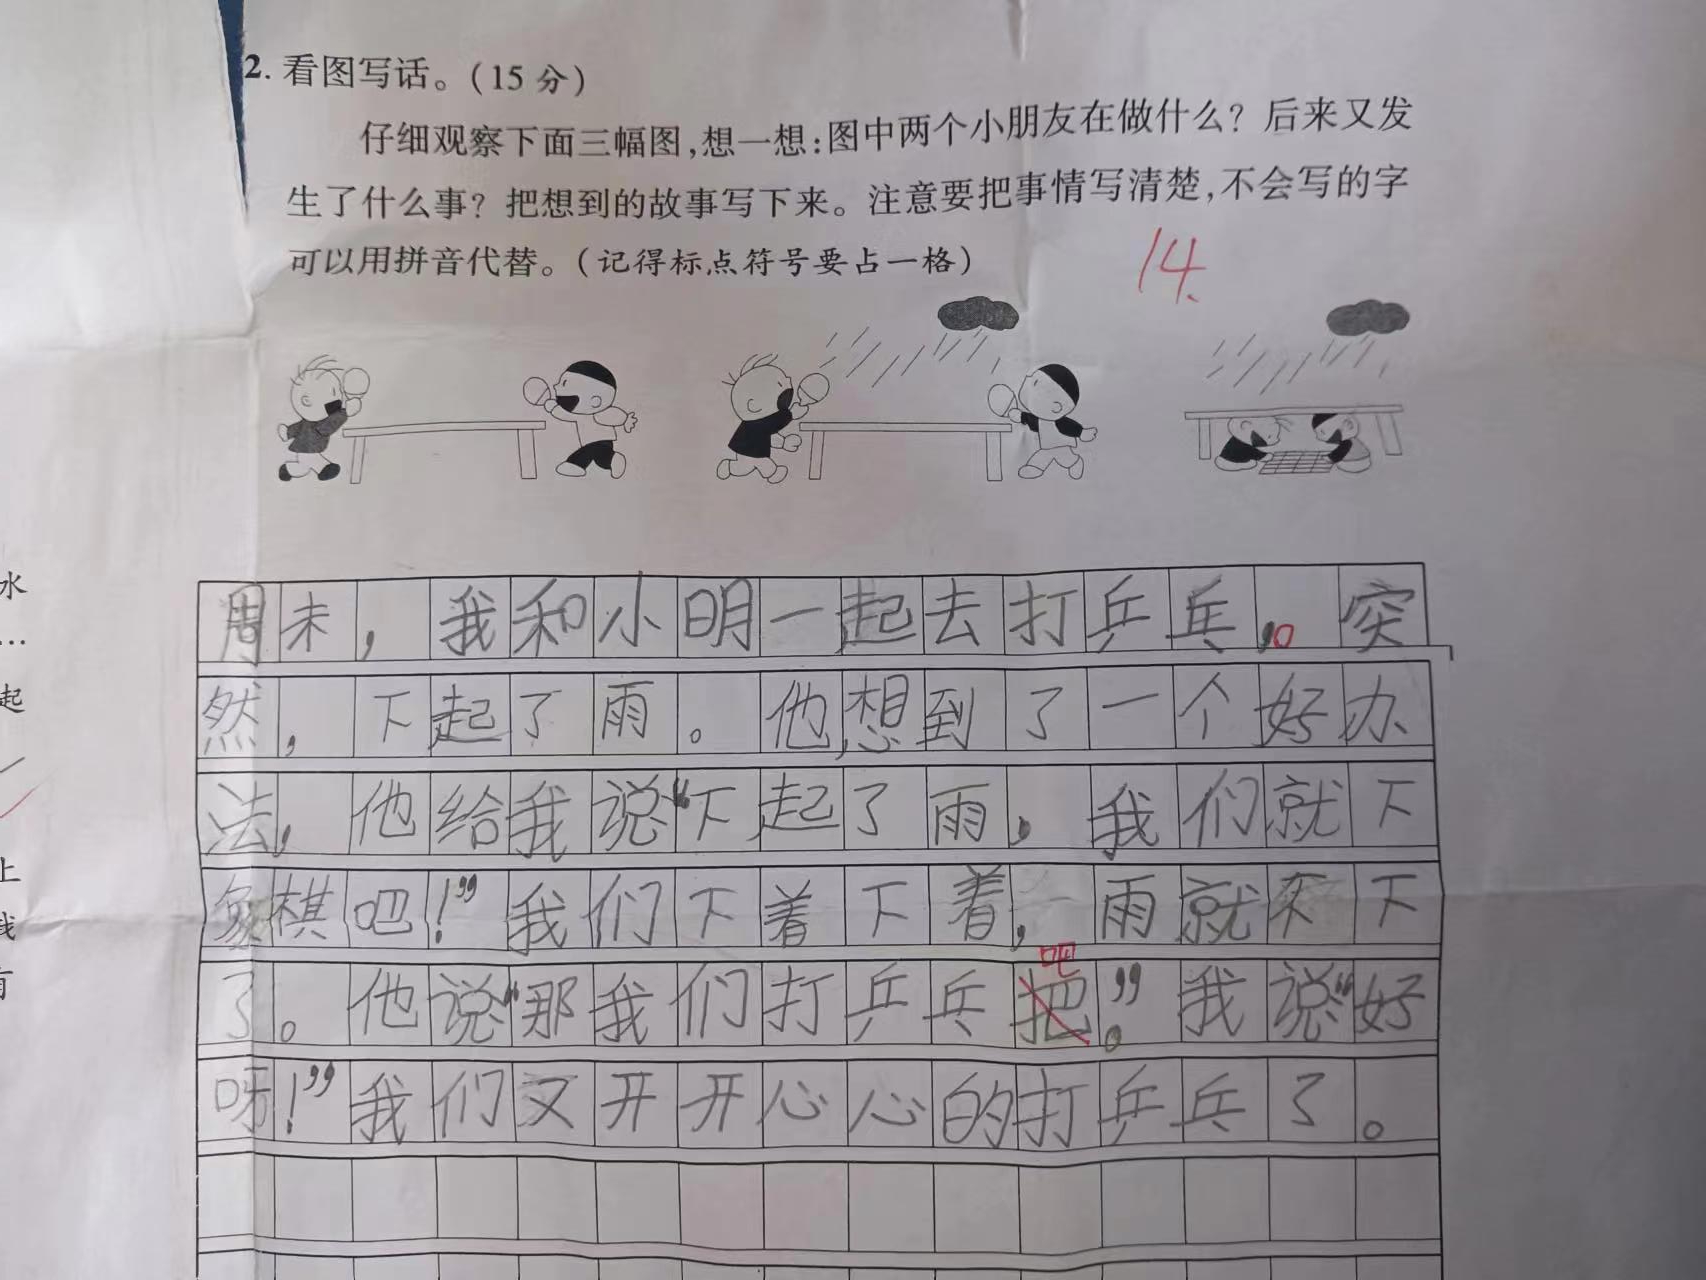 2. 看图写话。(15 分)
仔细观察下面三幅图,想一想:图中两个小朋友在做什么? 后来又发
生了什么事? 把想到的故事写下来。注意要把事情写清楚,不会写的字
可以用拼音代替。(记得标点符号要占一格)
14.
周末,我和小明一起去打乒乓,。突
然,下起了雨。他想到了一个好办
法,他给我说“下起了雨,我们就下
象棋吧!”我们下着下着,雨就不下
吧
了。他说“那我们打乒乓把。”我说“好
呀!”我们又开开心心的打乒乓了。
水
…
起
上